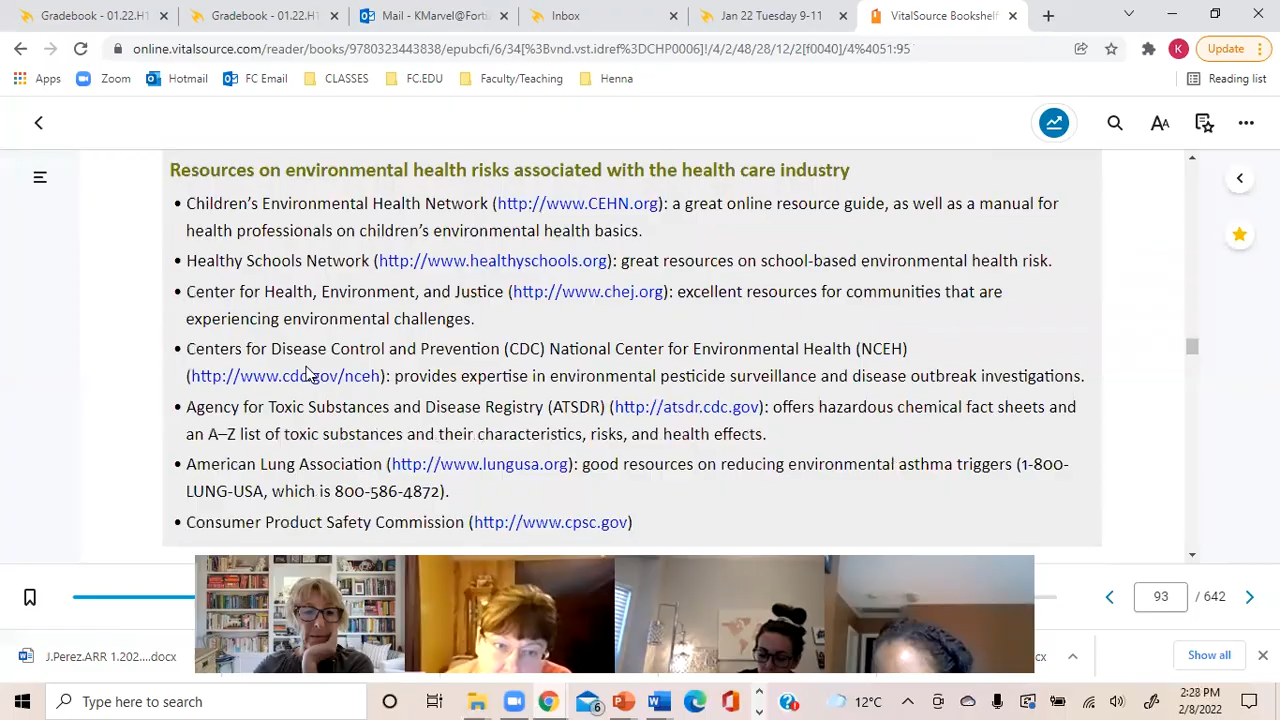 Gradebook - 01.22.H1
Gradebook - 01.22.H1
Mail - KMarvel@Forti
Inbox
Jan 22 Tuesday 9-11
VitalSource Bookshelf
online.vitalsource.com/reader/books/9780323443838/epubcfi/6/34[%3Bvnd.vst.idref%3DCHP0006]!/4/2/48/28/12/2[f0040]/4%4051:95
K
Update
Apps
Zoom
Hotmail
FC Email
CLASSES
FC.EDU
Faculty/Teaching
Henna
Reading list
Resources on environmental health risks associated with the health care industry
• Children's Environmental Health Network (http://www.CEHN.org): a great online resource guide, as well as a manual for
health professionals on children's environmental health basics.
• Healthy Schools Network (http://www.healthyschools.org): great resources on school-based environmental health risk.
• Center for Health, Environment, and Justice (http://www.chej.org): excellent resources for communities that are
experiencing environmental challenges.
• Centers for Disease Control and Prevention (CDC) National Center for Environmental Health (NCEH)
(http://www.cdc.gov/nceh): provides expertise in environmental pesticide surveillance and disease outbreak investigations.
• Agency for Toxic Substances and Disease Registry (ATSDR) (http://atsdr.cdc.gov): offers hazardous chemical fact sheets and
an A–Z list of toxic substances and their characteristics, risks, and health effects.
• American Lung Association (http://www.lungusa.org): good resources on reducing environmental asthma triggers (1-800-
LUNG-USA, which is 800-586-4872).
• Consumer Product Safety Commission (http://www.cpsc.gov)
93 / 642
J.Perez.ARR 1.202....docx
cx
Show all
Type here to search
6
12°C
2:28 PM
2/8/2022